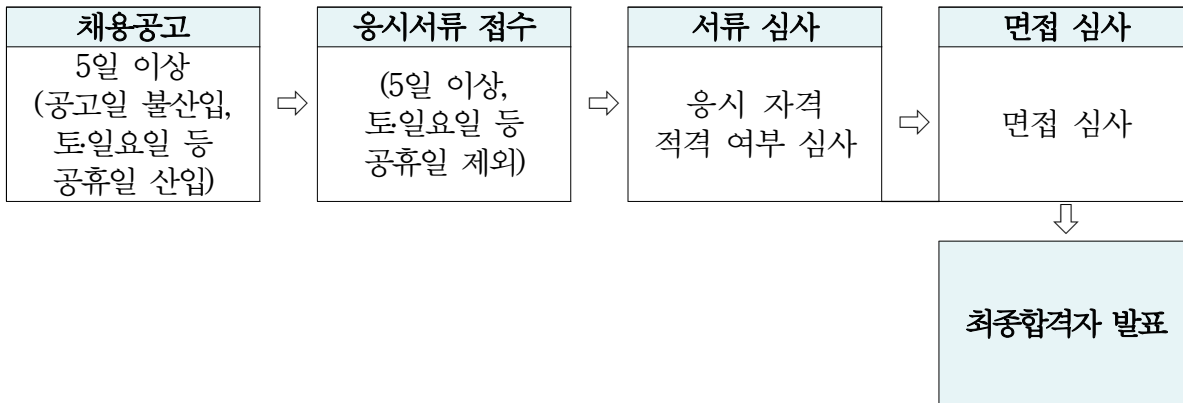 채용공고
5일 이상
(공고일 불산입,
토·일요일 등
공휴일 산입)
⇨
응시서류 접수
(5일 이상,
토·일요일 등
공휴일 제외)
⇨
서류 심사
응시 자격
적격 여부 심사
⇨
면접 심사
면접 심사
⇩
최종합격자 발표